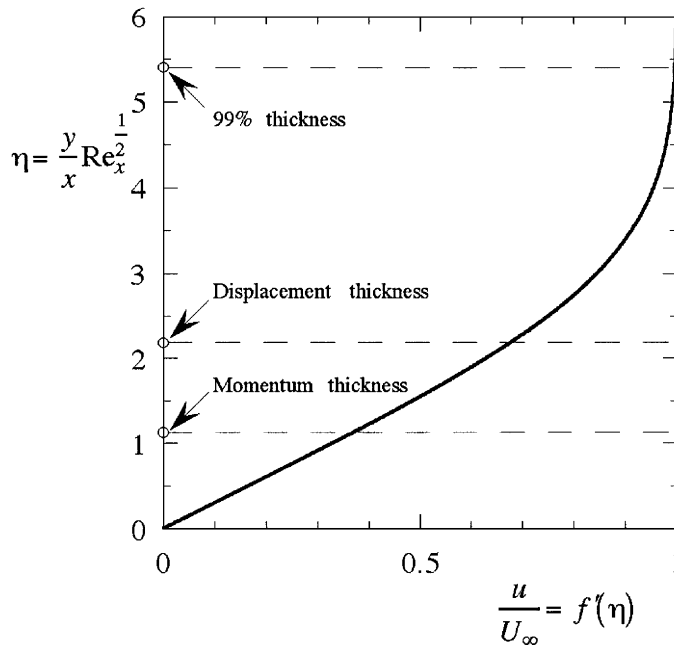 6
99% thickness
5
η = y/x Re_x^{1/2}
4
3
Displacement thickness
2
Momentum thickness
1
0
0 0.5 1
u/U_∞ = f'(η)